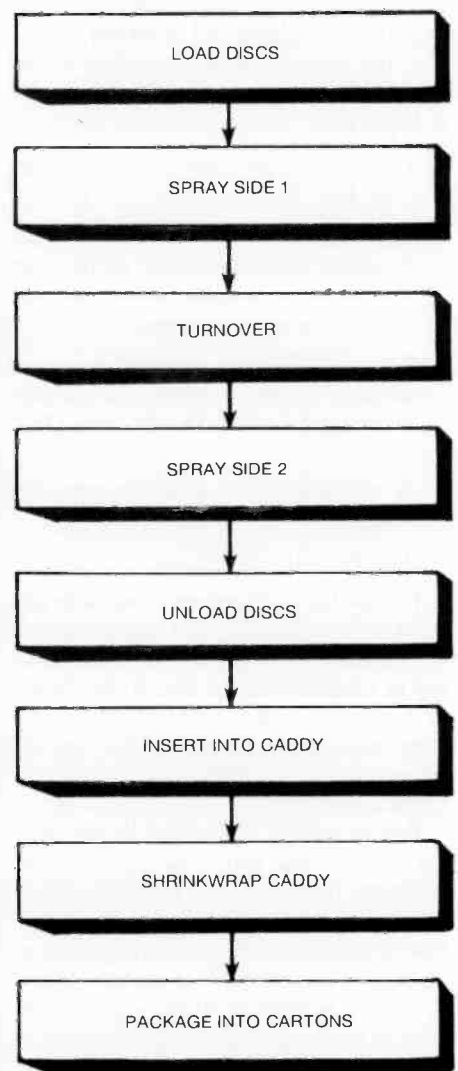 LOAD DISCS
SPRAY SIDE 1
TURNOVER
SPRAY SIDE 2
UNLOAD DISCS
INSERT INTO CADDY
SHRINKWRAP CADDY
PACKAGE INTO CARTONS